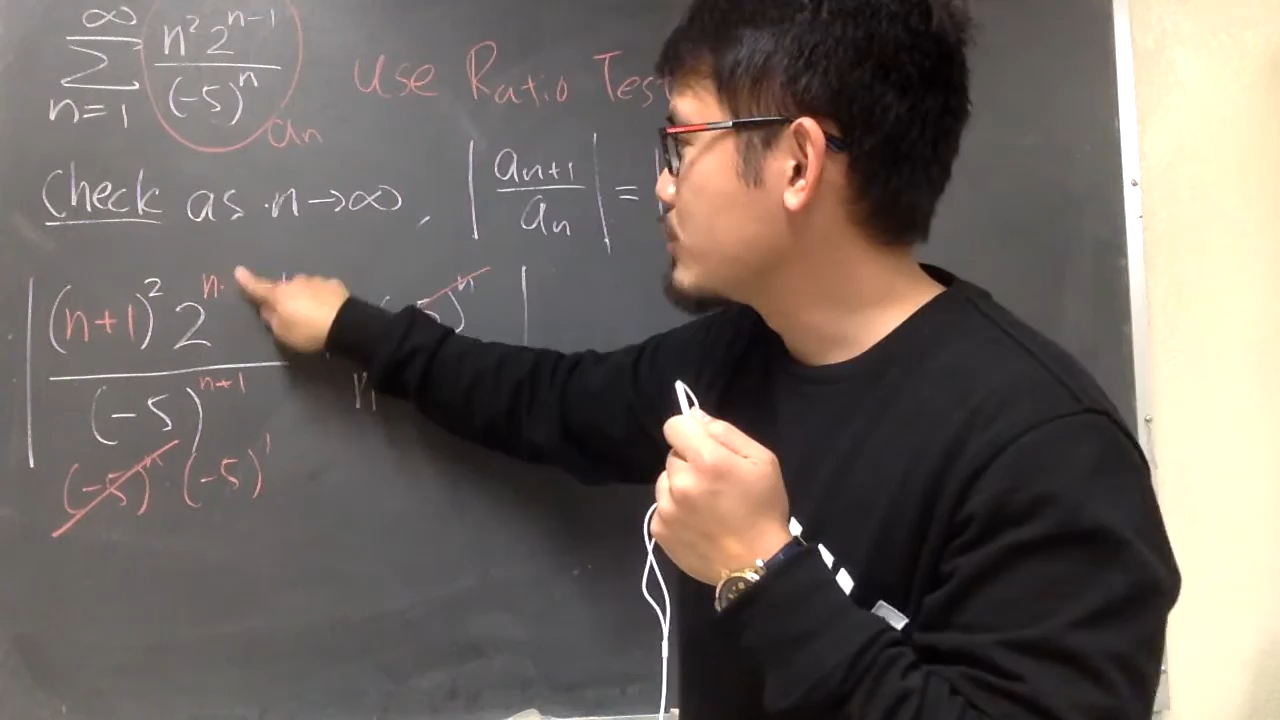 ∞
∑ n² 2ⁿ⁻¹ / (-5)ⁿ
n=1
an
Use Ratio Test
Check as n→∞, | an+1 / an | =
| (n+1)² 2ⁿ / (-5)ⁿ⁺¹ (-5)ⁿ |
(-5)ⁿ (-5)¹